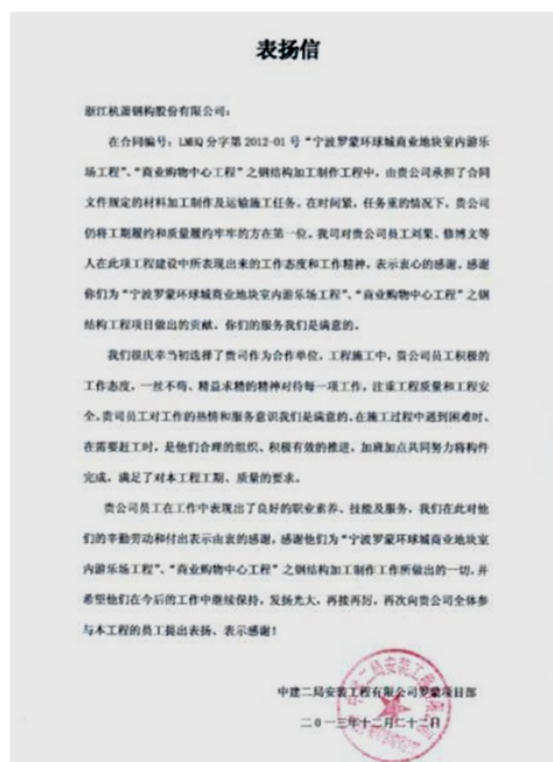 表扬信
浙江杭萧钢构股份有限公司：
在合同编号：LMHQ分字第2012-01号“宁波罗蒙环球城商业地块室内游乐
场工程”、“商业购物中心工程”之钢结构加工制作工程中，由贵公司承担了合同
文件规定的材料加工制作及运输施工任务。在时间紧，任务重的情况下，贵公司
仍将工期履约和质量履约牢牢的方在第一位。我司对贵公司员工刘果、修博文等
人在此项工程建设中所表现出来的工作态度和工作精神，表示衷心的感谢，感谢
你们为“宁波罗蒙环球城商业地块室内游乐场工程”、“商业购物中心工程”之钢
结构工程项目做出的贡献，你们的服务我们是满意的。
我们很庆幸当初选择了贵司作为合作单位，工程施工中，贵公司员工积极的
工作态度，一丝不苟、精益求精的精神对待每一项工作，注重工程质量和工程安
全，贵司员工对工作的热情和服务意识我们是满意的，在施工过程中遇到困难时、
在需要赶工时，是他们合理的组织、积极有效的推进，加班加点共同努力将构件
完成，满足了对本工程工期、质量的要求。
贵公司员工在工作中表现出了良好的职业素养、技能及服务，我们在此对他
们的辛勤劳动和付出表示由衷的感谢，感谢他们为“宁波罗蒙环球城商业地块室
内游乐场工程”、“商业购物中心工程”之钢结构加工制作工作所做出的一切，并
希望他们在今后的工作中继续保持，发扬光大，再接再厉，再次向贵公司全体参
与本工程的员工提出表扬、表示感谢！
中建二局安装工程有限公司罗蒙项目部
二〇一三年十二月二十二日